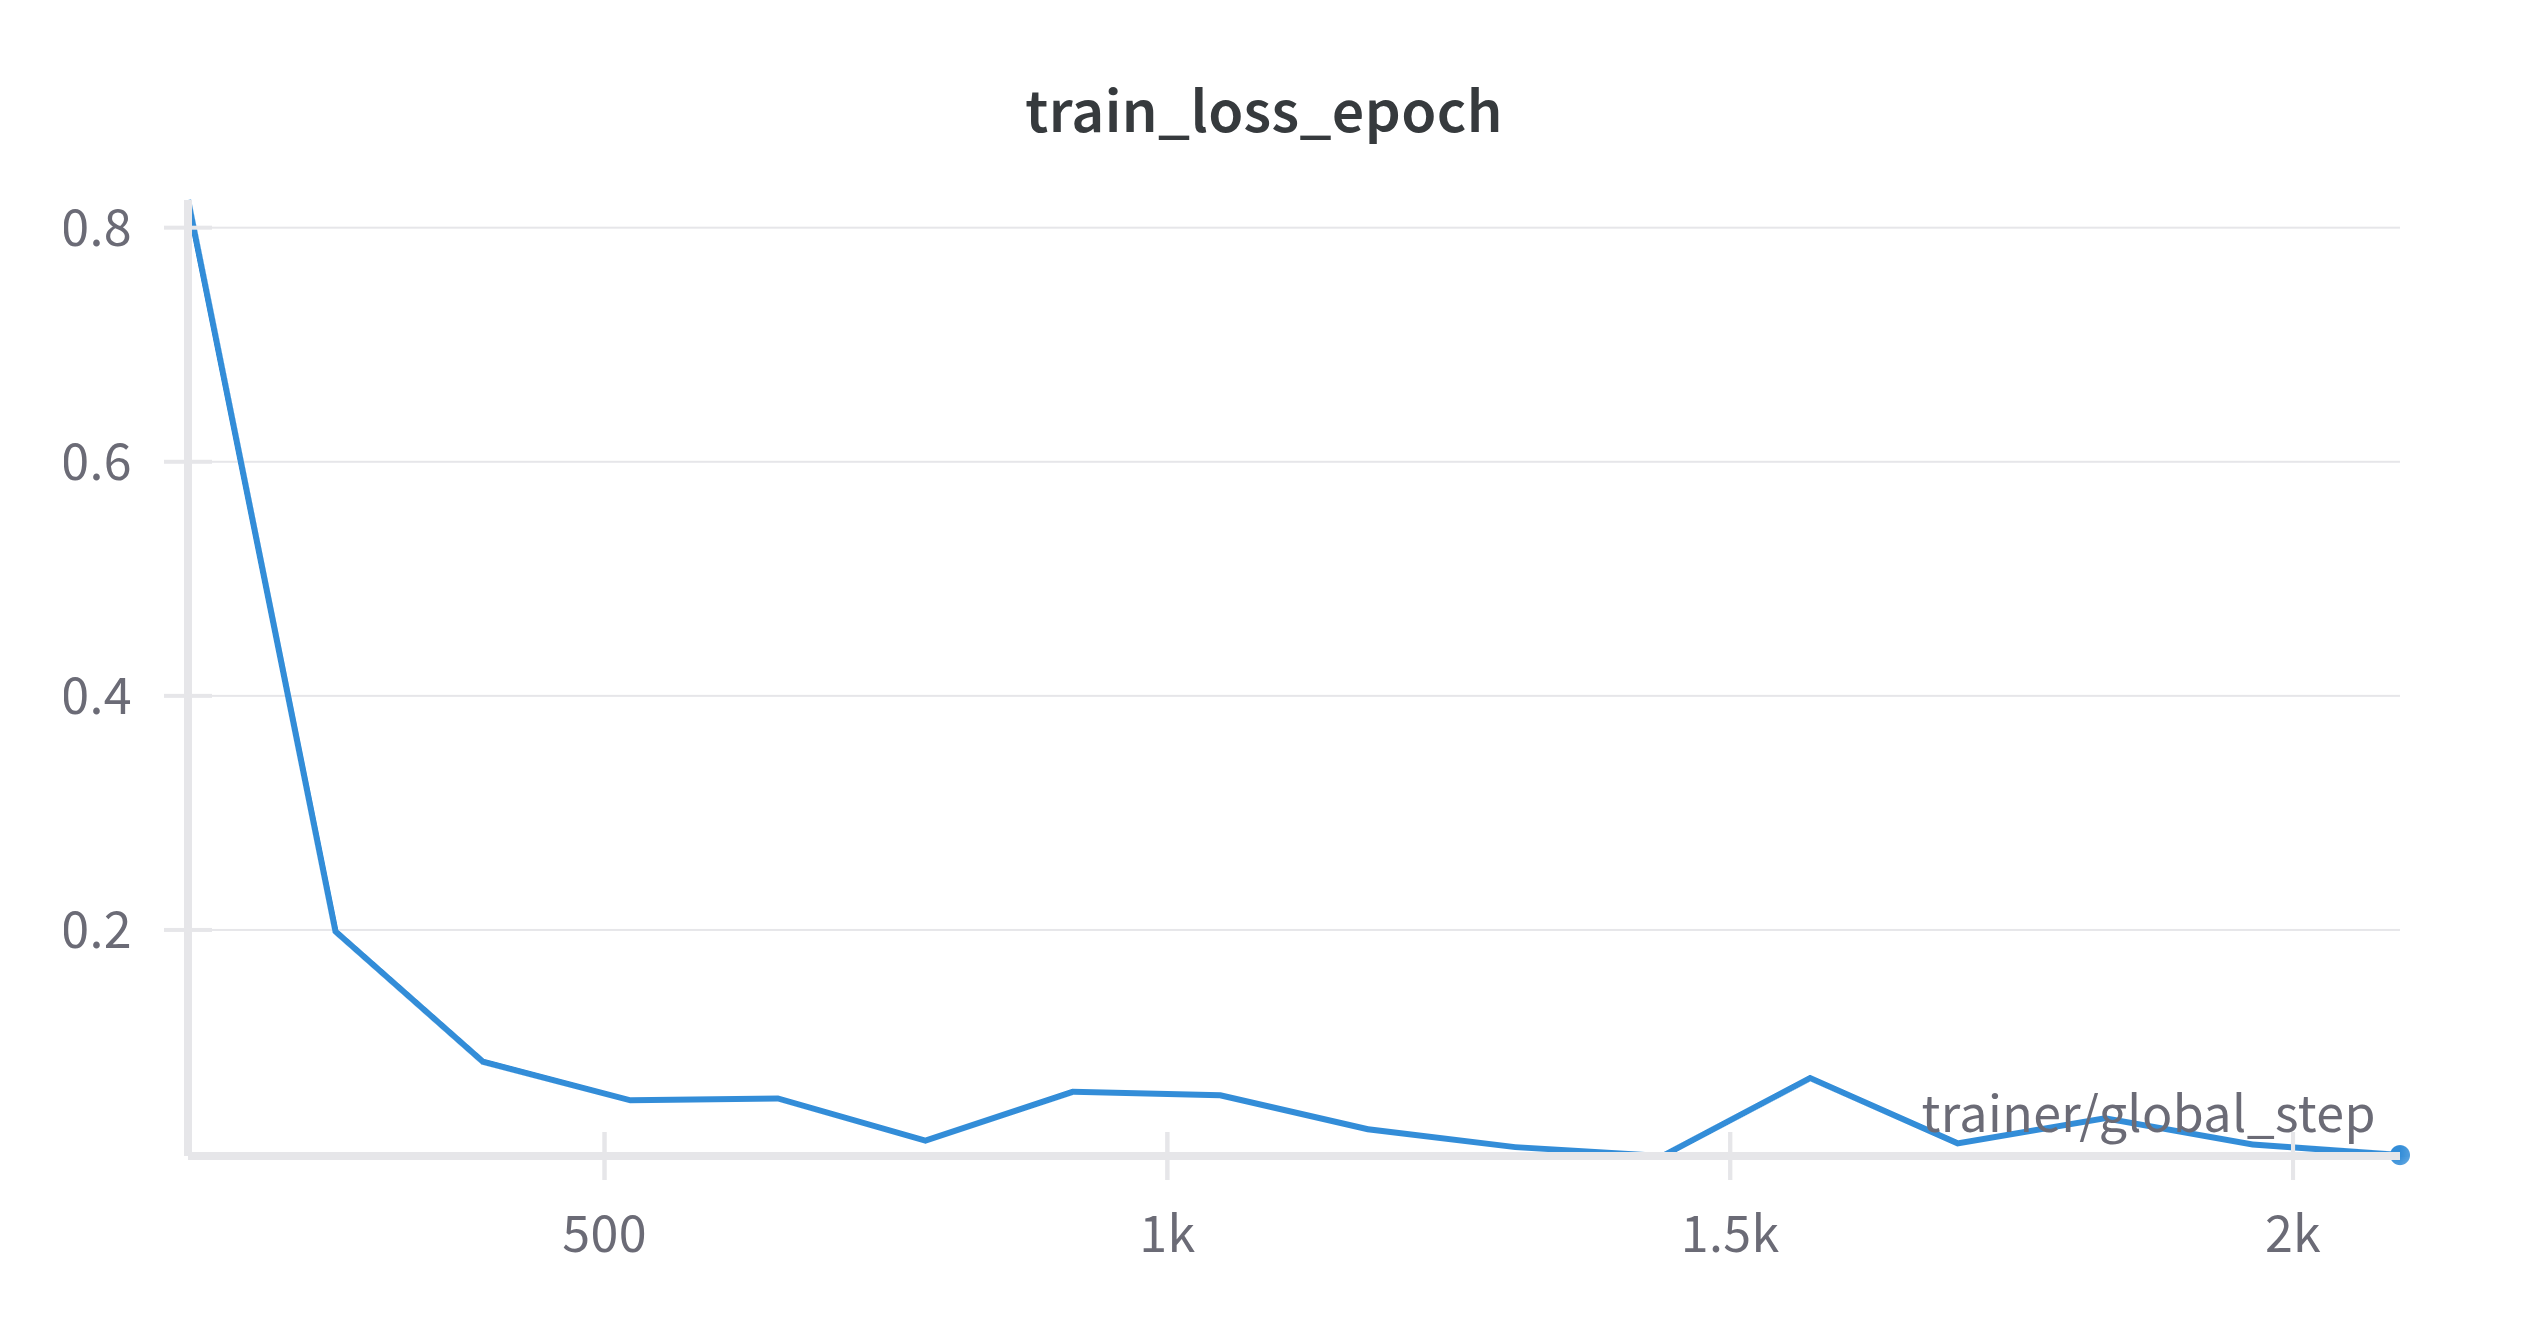 train_loss_epoch
0.8
0.6
0.4
0.2
trainer/global_step
500
1k
1.5k
2k